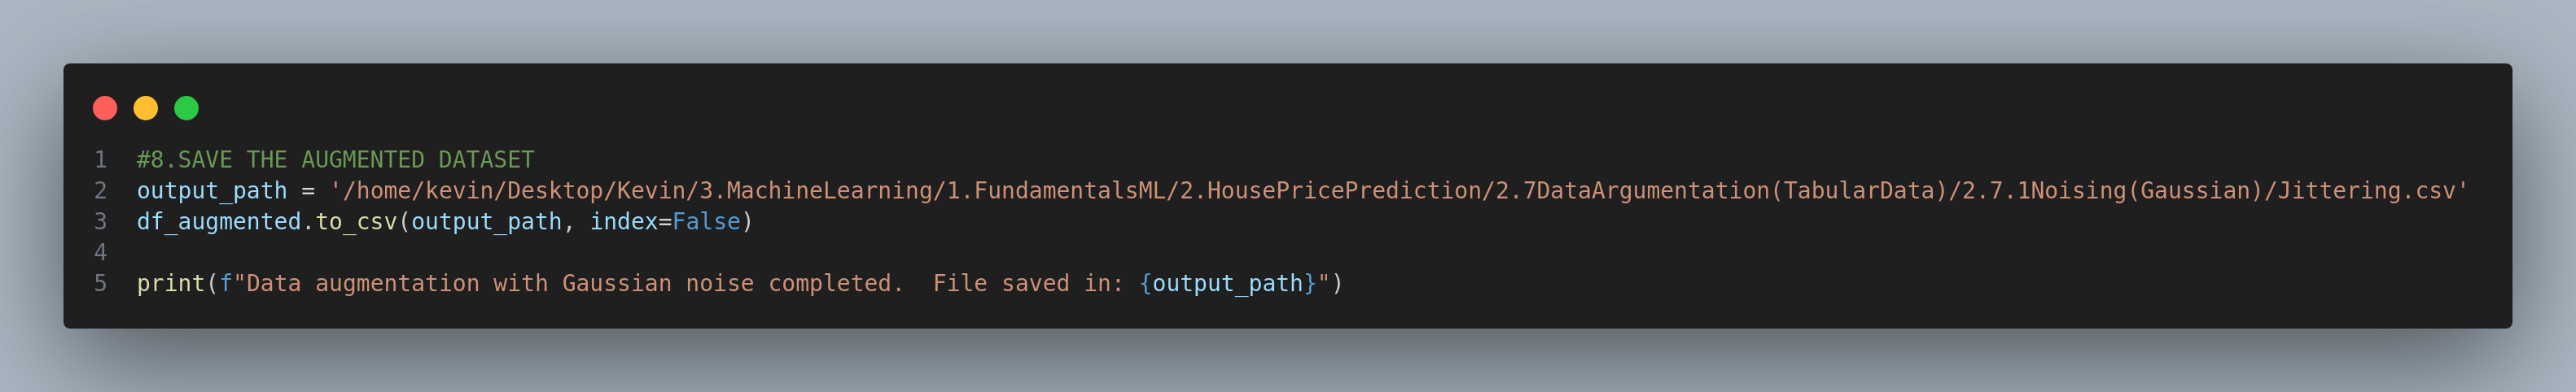 1 #8.SAVE THE AUGMENTED DATASET
2 output_path = '/home/kevin/Desktop/Kevin/3.MachineLearning/1.FundamentalsML/2.HousePricePrediction/2.7DataArgumentation(TabularData)/2.7.1Noising(Gaussian)/Jittering.csv'
3 df_augmented.to_csv(output_path, index=False)
4
5 print(f"Data augmentation with Gaussian noise completed.  File saved in: {output_path}")